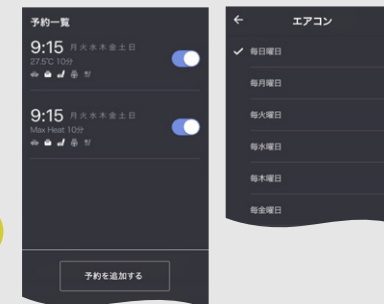 予約一覧
9:15 月火水木金土日
27.5℃ 10分
9:15 月火水木金土日
Max Heat 10分
予約を追加する
エアコン
毎日曜日
毎月曜日
毎火曜日
毎水曜日
毎木曜日
毎金曜日